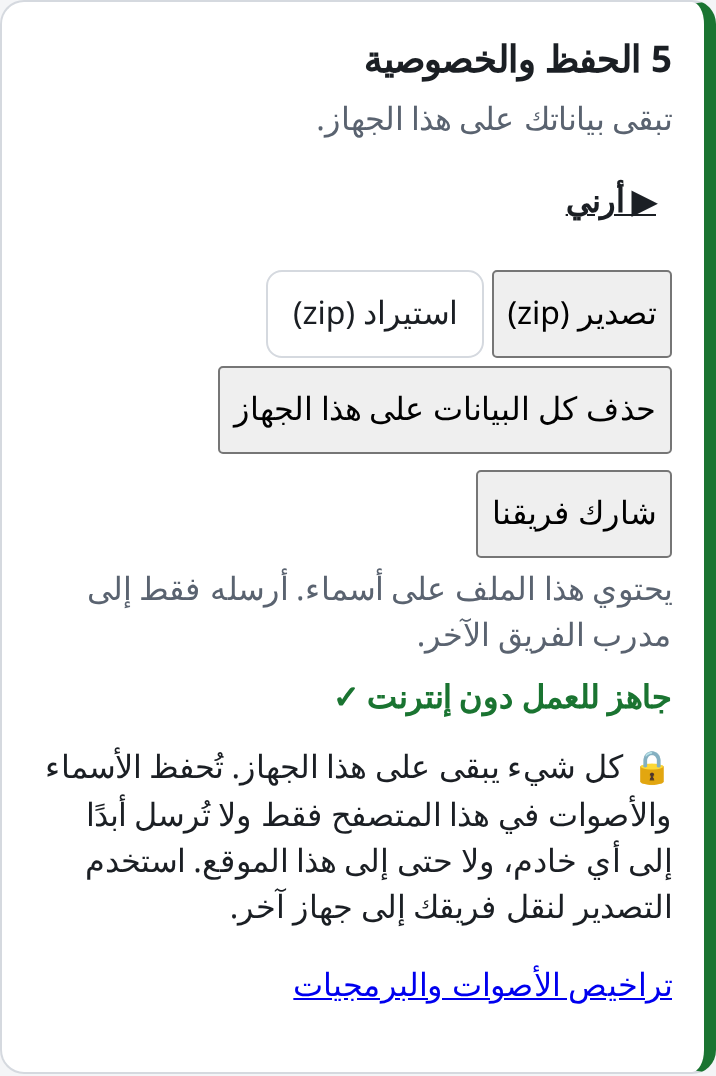 5 الحفظ والخصوصية
تبقى بياناتك على هذا الجهاز.
▶ أرني
تصدير (zip)
استيراد (zip)
حذف كل البيانات على هذا الجهاز
شارك فريقنا
يحتوي هذا الملف على أسماء. أرسله فقط إلى
مدرب الفريق الآخر.
جاهز للعمل دون إنترنت ✓
🔒 كل شيء يبقى على هذا الجهاز. تُحفظ الأسماء
والأصوات في هذا المتصفح فقط ولا تُرسل أبدًا
إلى أي خادم، ولا حتى إلى هذا الموقع. استخدم
التصدير لنقل فريقك إلى جهاز آخر.
تراخيص الأصوات والبرمجيات